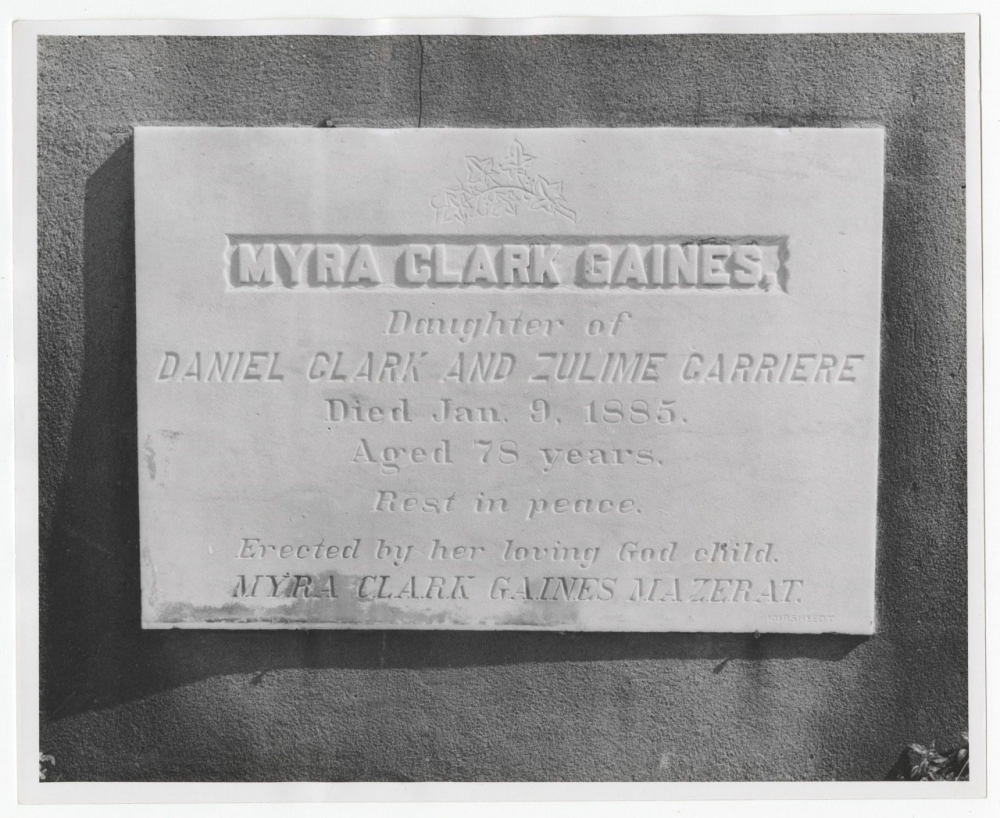 MYRA CLARK GAINES,
Daughter of
DANIEL CLARK AND ZULIME CARRIERE
Died Jan. 9, 1885.
Aged 78 years.
Rest in peace.
Erected by her loving God child.
MYRA CLARK GAINES MAZERAT.